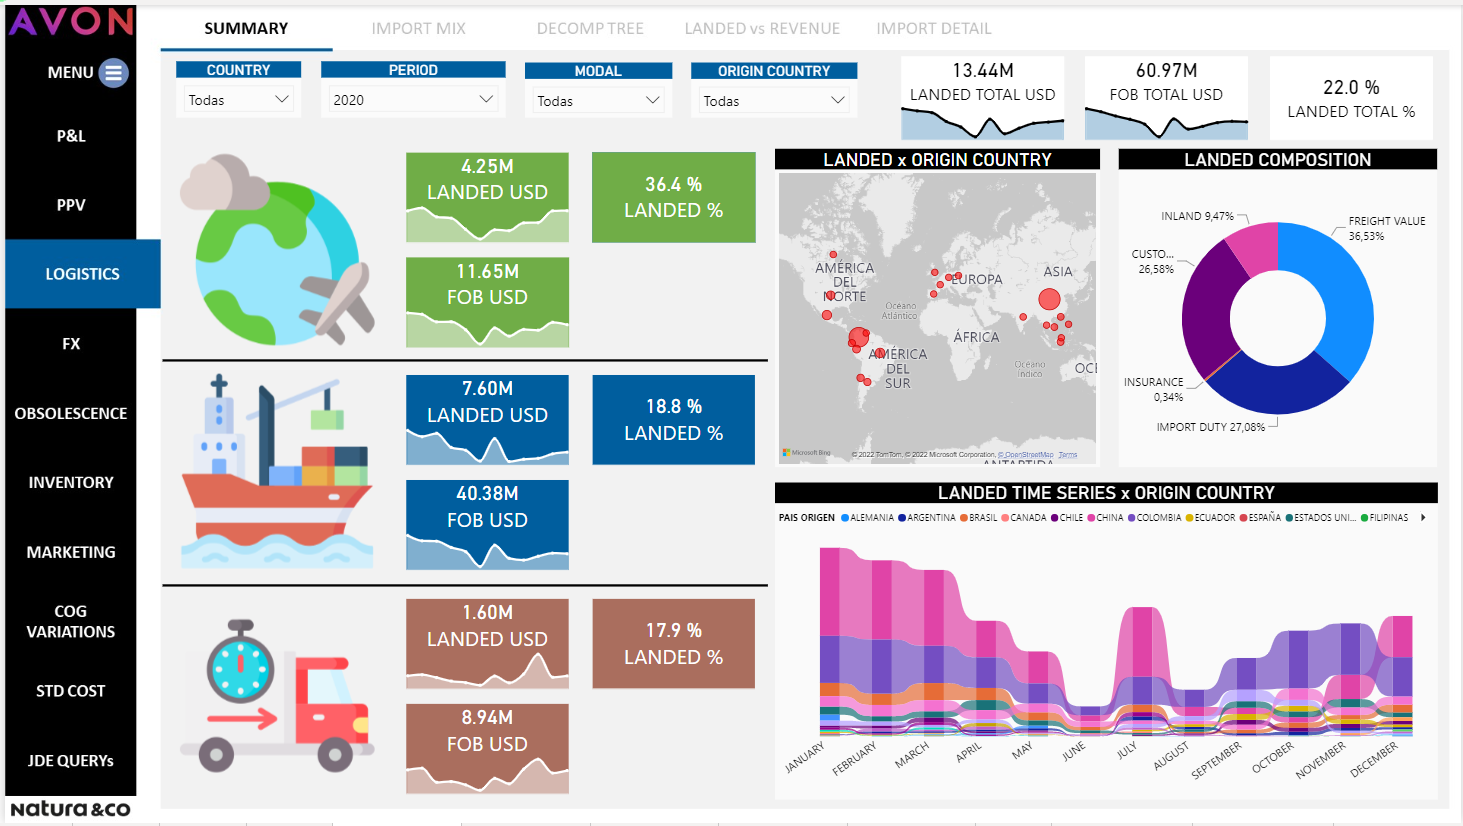 AVON
MENU
P&L
PPV
LOGISTICS
FX
OBSOLESCENCE
INVENTORY
MARKETING
COG
VARIATIONS
STD COST
JDE QUERYs
NATURA &CO
SUMMARY
IMPORT MIX
DECOMP TREE
LANDED vs REVENUE
IMPORT DETAIL
COUNTRY
Todas
PERIOD
2020
MODAL
Todas
ORIGIN COUNTRY
Todas
13.44M
LANDED TOTAL USD
60.97M
FOB TOTAL USD
22.0 %
LANDED TOTAL %
4.25M
LANDED USD
36.4 %
LANDED %
11.65M
FOB USD
7.60M
LANDED USD
18.8 %
LANDED %
40.38M
FOB USD
1.60M
LANDED USD
17.9 %
LANDED %
8.94M
FOB USD
LANDED x ORIGIN COUNTRY
AMÉRICA
DEL
NORTE
EUROPA
ASIA
Océano
Atlántico
ÁFRICA
AMÉRICA
DEL
SUR
Océano
Índico
OCE
ANTÁRTIDA
Microsoft Bing
© 2022 TomTom, © 2022 Microsoft Corporation, © OpenStreetMap Terms
LANDED COMPOSITION
INLAND 9,47%
FREIGHT VALUE
36,53%
CUSTO...
26,58%
INSURANCE
0,34%
IMPORT DUTY 27,08%
LANDED TIME SERIES x ORIGIN COUNTRY
PAIS ORIGEN ALEMANIA ARGENTINA BRASIL CANADA CHILE CHINA COLOMBIA ECUADOR ESPAÑA ESTADOS UNI... FILIPINAS
JANUARY
FEBRUARY
MARCH
APRIL
MAY
JUNE
JULY
AUGUST
SEPTEMBER
OCTOBER
NOVEMBER
DECEMBER